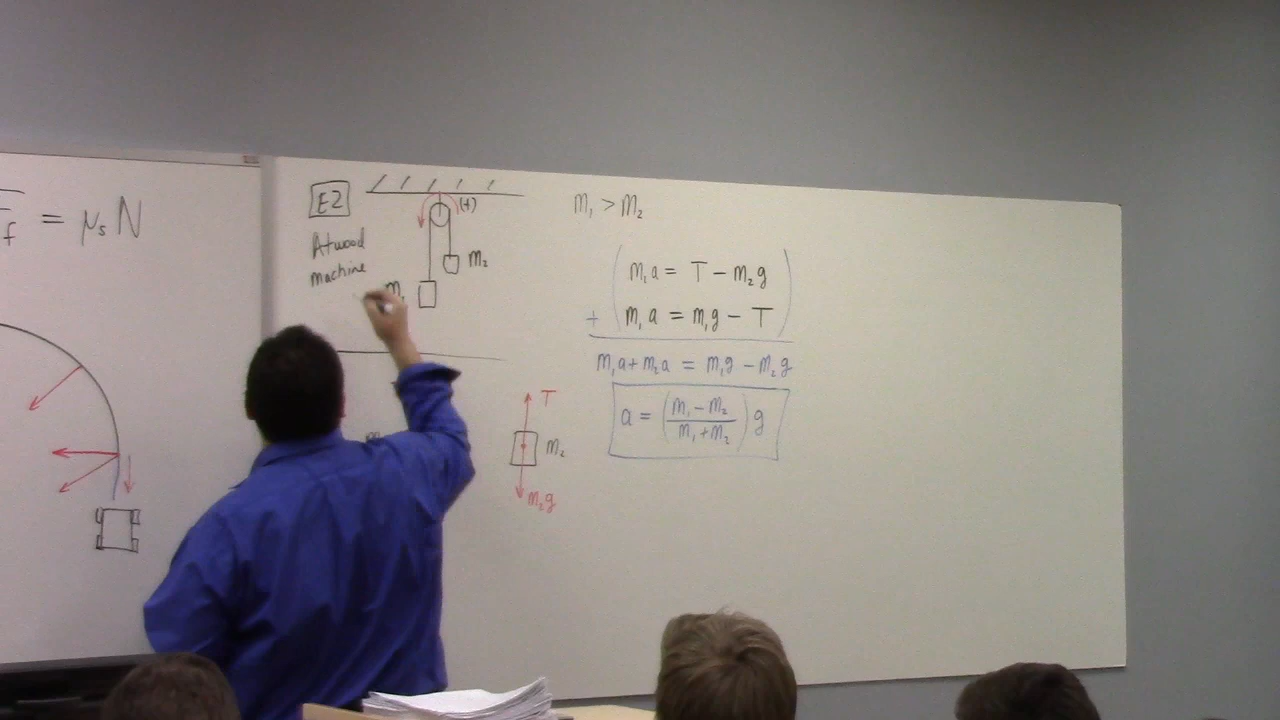 f = μₛN
E2
(+)
Atwood
machine
m₂
m₁
T
m₂
m₂g
m₁ > m₂
m₂a = T − m₂g
+ m₁a = m₁g − T
m₁a + m₂a = m₁g − m₂g
a = (m₁ − m₂ / m₁ + m₂) g